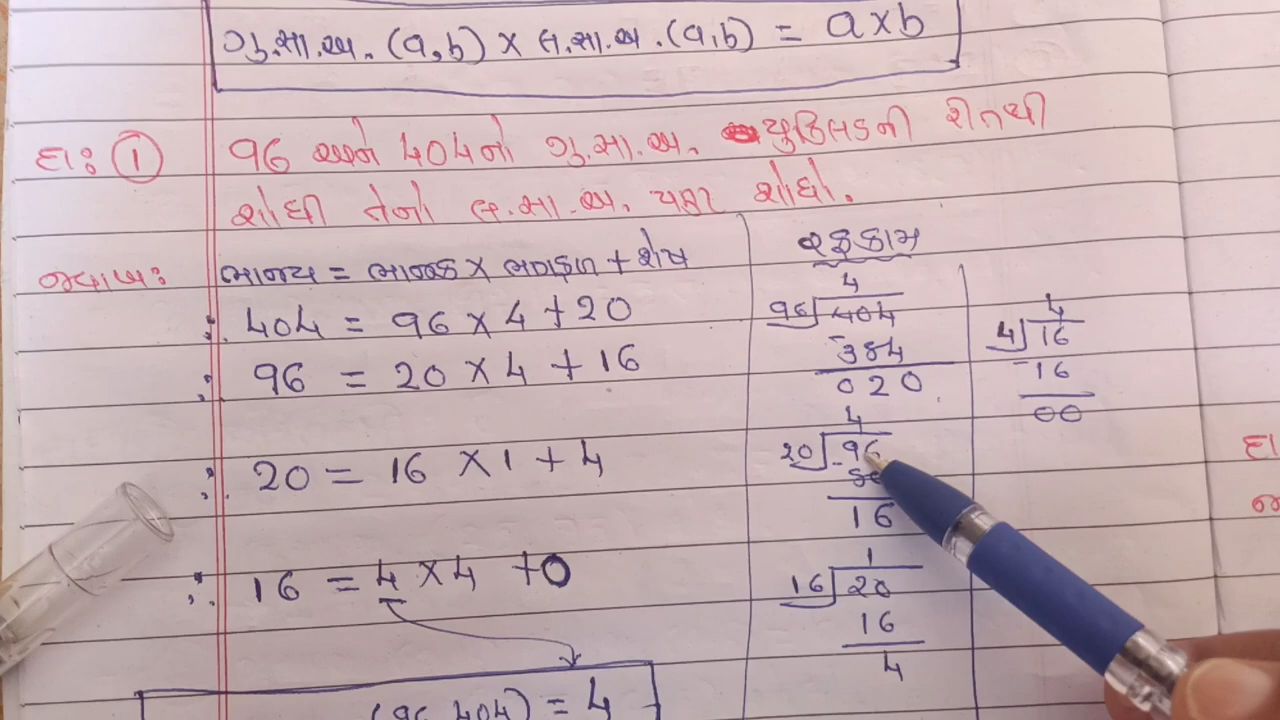 ગુ.સા.અ. (a,b) × લ.સા.અ. (a,b) = a×b
દાઃ ① 96 અને 404નો ગુ.સા.અ. યુક્લિડની રીતથી
શોધી તેનો લ.સા.અ. પણ શોધો.
જવાબઃ ભાજ્ય = ભાજક × ભાગફળ + શેષ
∴ 404 = 96 × 4 + 20
∴ 96 = 20 × 4 + 16
∴ 20 = 16 × 1 + 4
∴ 16 = 4 × 4 + 0
(96,404) = 4
રફકામ
4
96 404
-384
020
4
20 96
-
16
1
16 20
16
4
4
4 16
-16
00
દા
જ